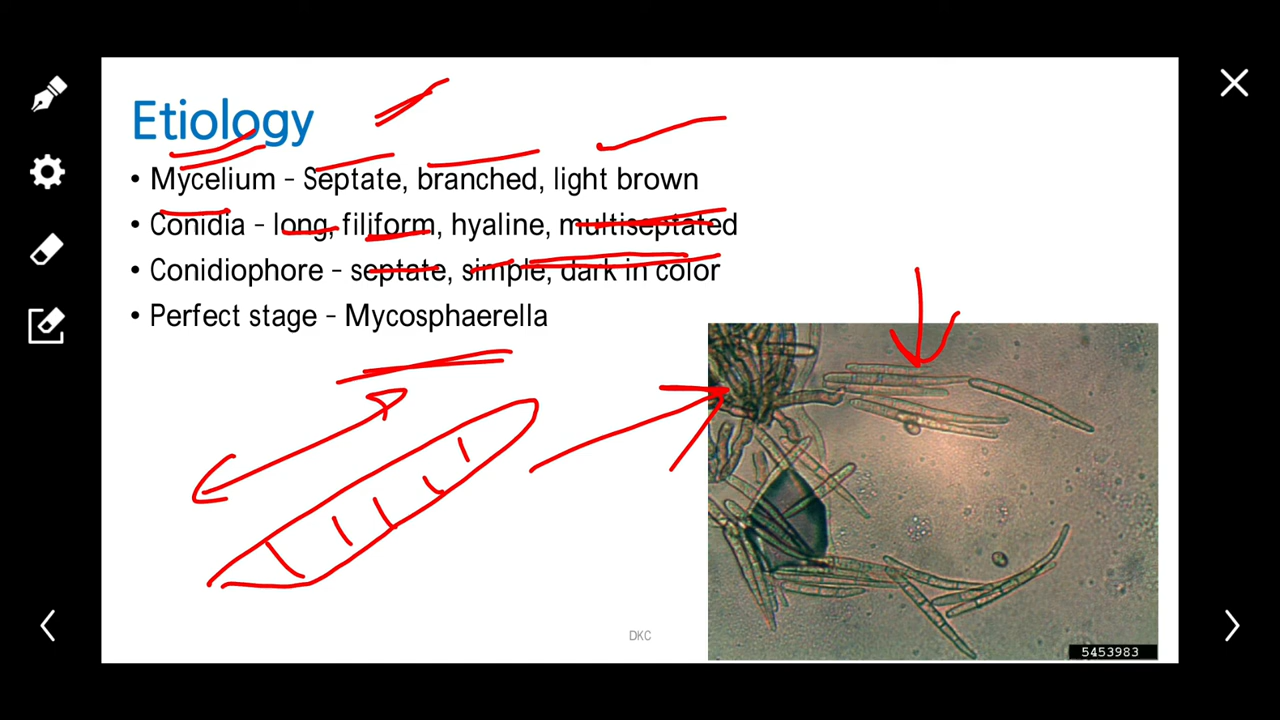 Etiology
• Mycelium - Septate, branched, light brown
• Conidia - long, filiform, hyaline, multiseptated
• Conidiophore - septate, simple, dark in color
• Perfect stage - Mycosphaerella
DKC
5453983